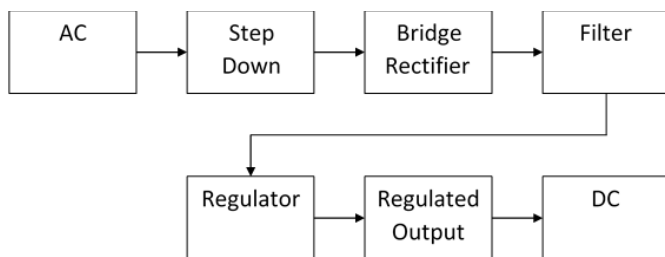 AC
Step
Down
Bridge
Rectifier
Filter
Regulator
Regulated
Output
DC